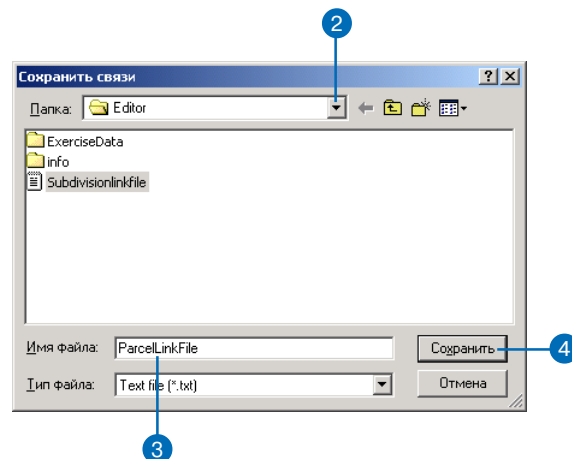 2
Сохранить связи
Папка: Editor
ExerciseData
info
Subdivisionlinkfile
Имя файла: ParcelLinkFile Сохранить 4
Тип файла: Text file (*.txt) Отмена
3